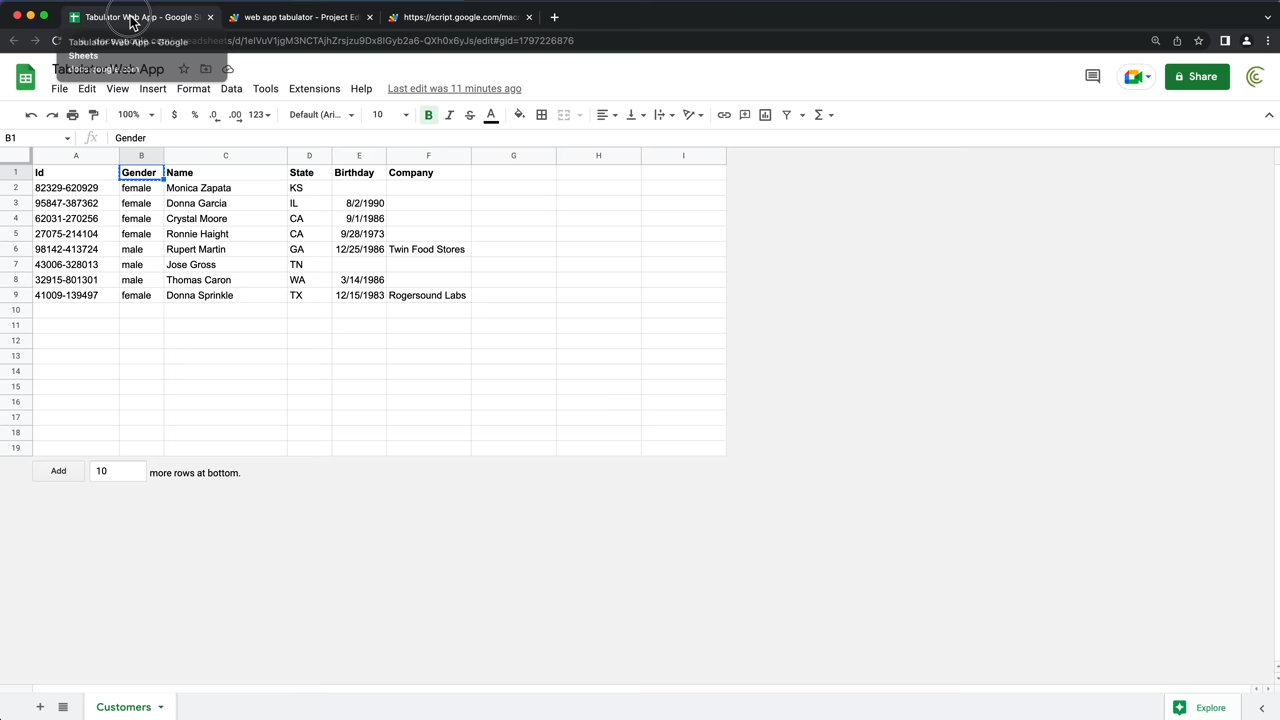 Tabulator Web App - Google S
web app tabulator - Project Ed
https://script.google.com/mac
Tabulator Web App - Google
Sheets
File Edit View Insert Format Data Tools Extensions Help Last edit was 11 minutes ago
Share
100% $ % .0 .00 123 Default (Ari... 10 B I S A
B1 fx Gender
A B C D E F G H I
1 Id Gender Name State Birthday Company
2 82329-620929 female Monica Zapata KS
3 95847-387362 female Donna Garcia IL 8/2/1990
4 62031-270256 female Crystal Moore CA 9/1/1986
5 27075-214104 female Ronnie Haight CA 9/28/1973
6 98142-413724 male Rupert Martin GA 12/25/1986 Twin Food Stores
7 43006-328013 male Jose Gross TN
8 32915-801301 male Thomas Caron WA 3/14/1986
9 41009-139497 female Donna Sprinkle TX 12/15/1983 Rogersound Labs
10
11
12
13
14
15
16
17
18
19
Add 10 more rows at bottom.
Customers
Explore